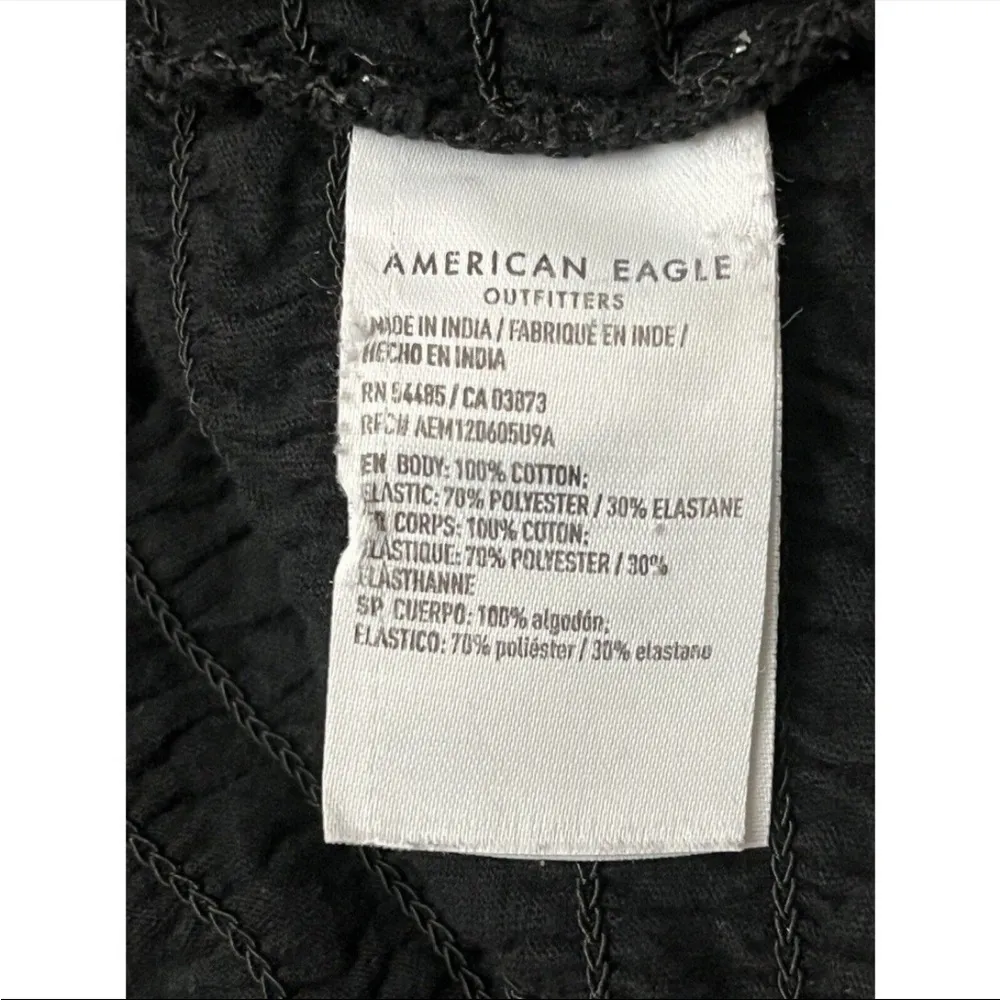 AMERICAN EAGLE
OUTFITTERS
MADE IN INDIA / FABRIQUÉ EN INDE /
HECHO EN INDIA
RN 54485 / CA 03873
RFC# AEM120605U9A
EN BODY: 100% COTTON;
ELASTIC: 70% POLYESTER / 30% ELASTANE
FR CORPS: 100% COTON;
ELASTIQUE: 70% POLYESTER / 30%
ELASTHANNE
SP CUERPO: 100% algodón;
ELASTICO: 70% poliéster / 30% elastano